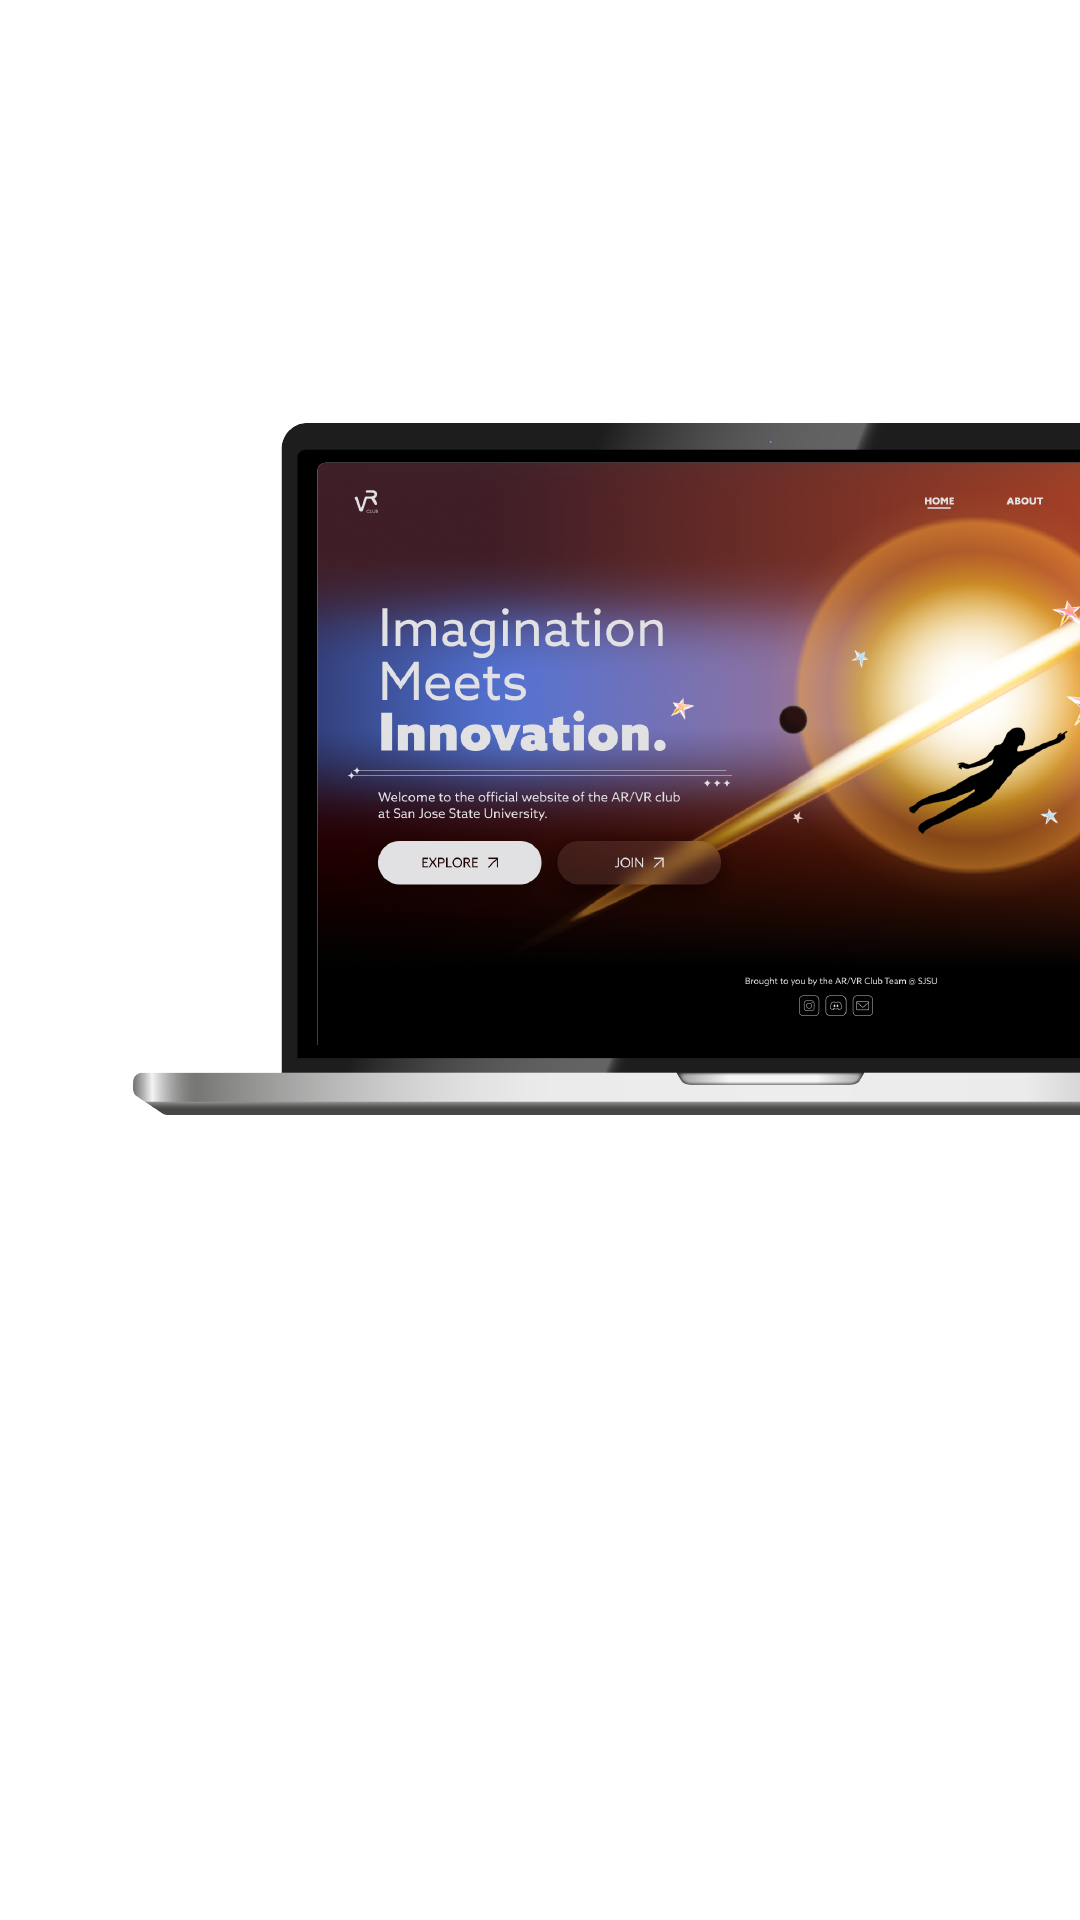 VR
CLUB
HOME ABOUT
Imagination
Meets
Innovation.
Welcome to the official website of the AR/VR club
at San Jose State University.
EXPLORE JOIN
Brought to you by the AR/VR Club Team @ SJSU